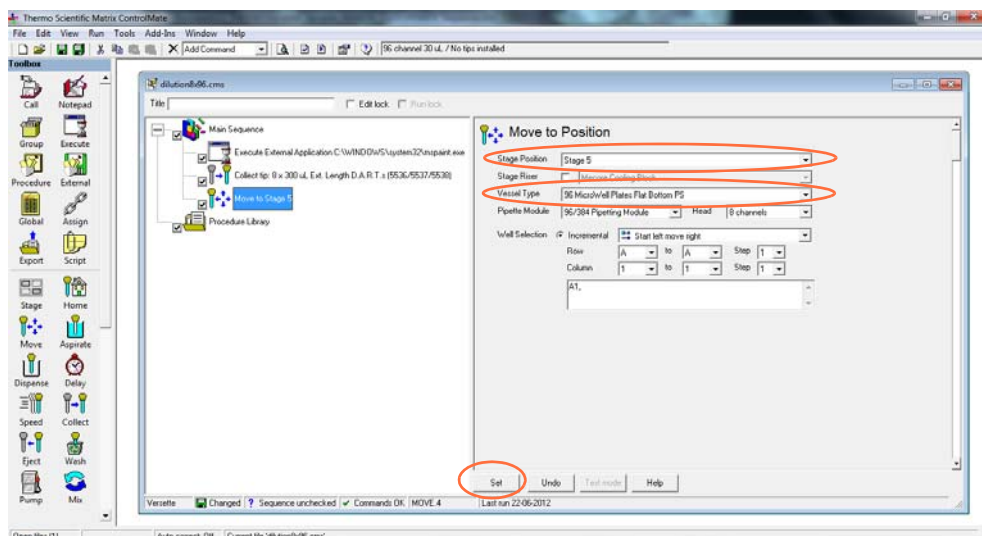 Thermo Scientific Matrix ControlMate
File Edit View Run Tools Add-Ins Window Help
Add Command
96 channel 30 uL / No tips installed
Toolbox
Call Notepad
Group Execute
Procedure External
Global Assign
Export Script
Stage Home
Move Aspirate
Dispense Delay
Speed Collect
Eject Wash
Pump Mix
dilution8x96.cms
Title
Edit lock Run lock
Main Sequence
Execute External Application C:\WINDOWS\system32\mspaint.exe
Collect tip: 8 x 300 uL, Ext. Length D.A.R.T.s (5536/5537/5538)
Move to Stage 5
Procedure Library
Move to Position
Stage Position Stage 5
Stage Riser Matrix Cooling Block
Vessel Type 96 MicroWell Plates Flat Bottom PS
Pipette Module 96/384 Pipetting Module Head 8 channels
Well Selection Incremental Start left move right
Row A to A Step 1
Column 1 to 1 Step 1
A1,
Set Undo Test mode Help
Versette Changed ? Sequence unchecked Commands OK MOVE 4 Last run 22-06-2012